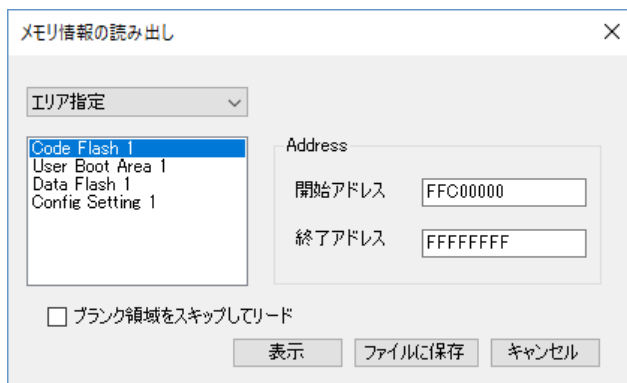 メモリ情報の読み出し
エリア指定
Code Flash 1
User Boot Area 1
Data Flash 1
Config Setting 1
Address
開始アドレス FFC00000
終了アドレス FFFFFFFF
ブランク領域をスキップしてリード
表示 ファイルに保存 キャンセル